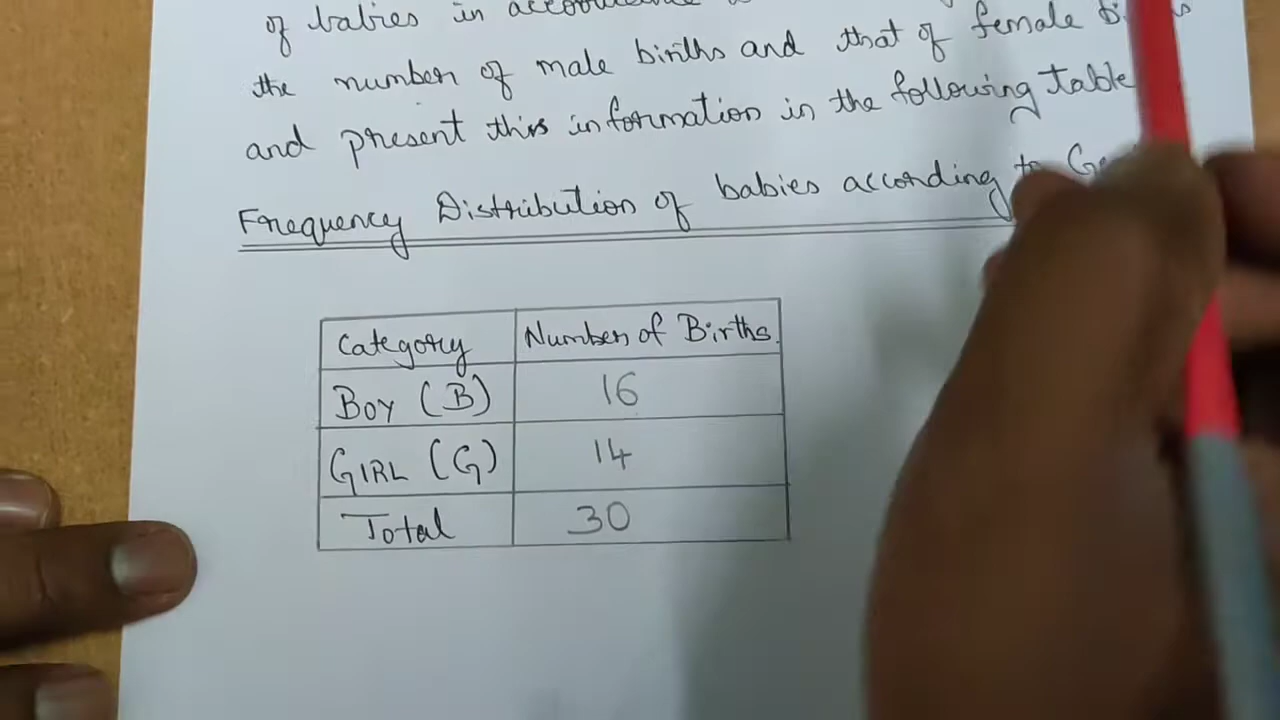 of babies in
the number of male births and that of female
and present this information in the following table
Frequency Distribution of babies according to
Category Number of Births.
BOY (B) 16
GIRL (G) 14
Total 30